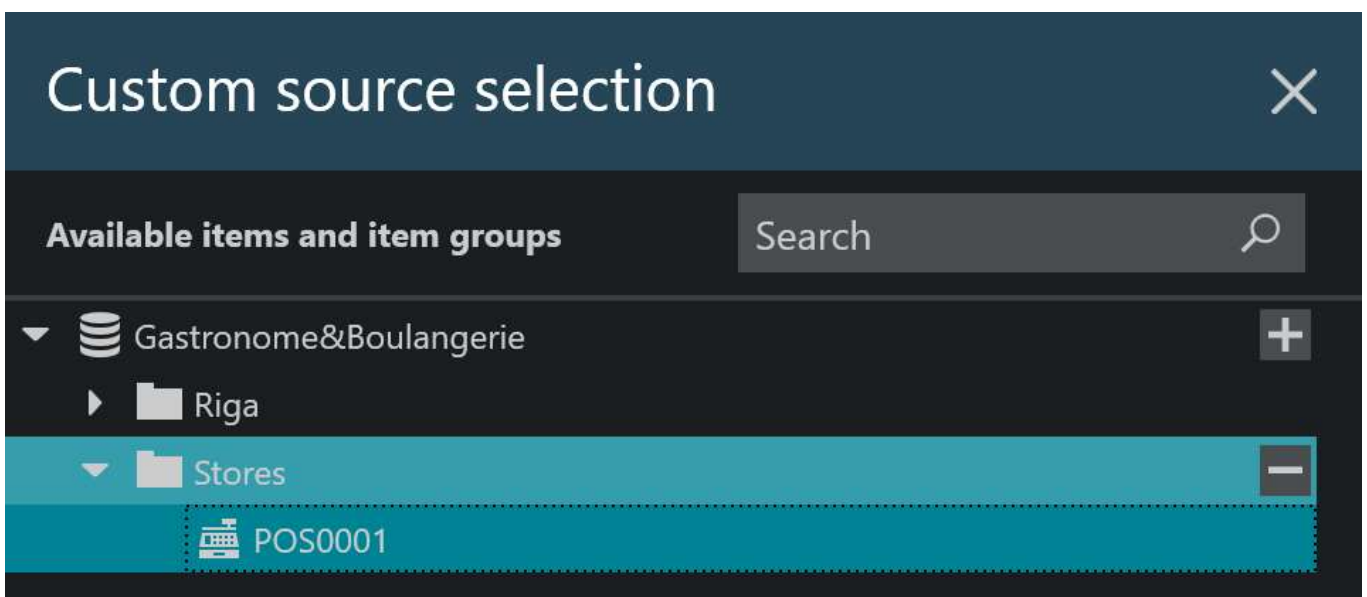 Custom source selection
Available items and item groups
Search
Gastronome&Boulangerie
Riga
Stores
POS0001